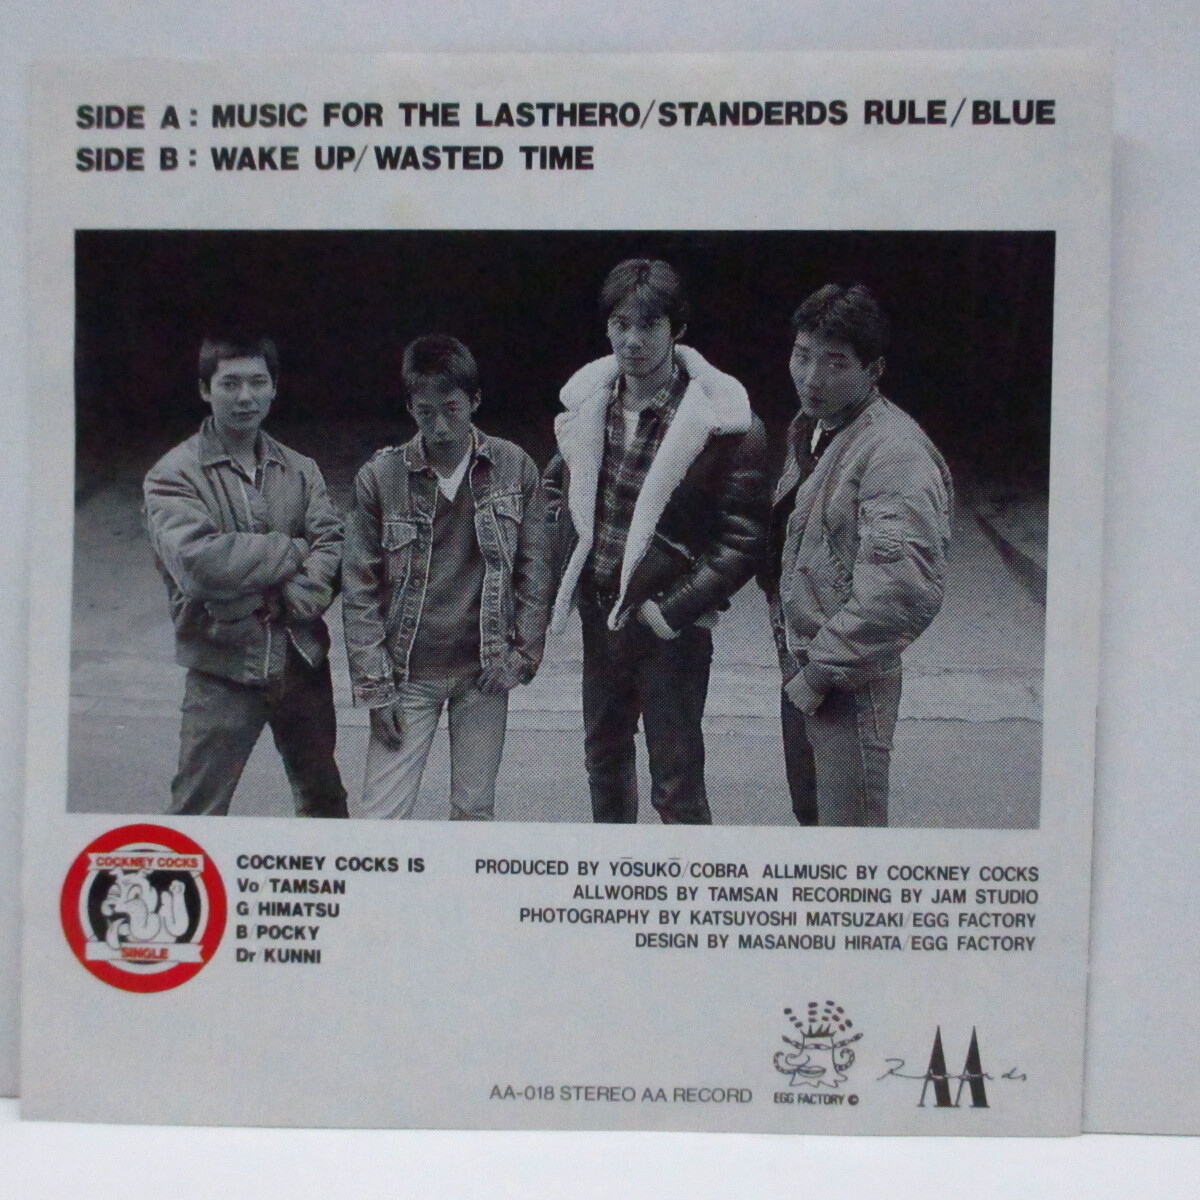 SIDE A: MUSIC FOR THE LASTHERO/STANDERDS RULE/BLUE
SIDE B: WAKE UP/WASTED TIME
COCKNEY COCKS
SINGLE
COCKNEY COCKS IS
Vo/TAMSAN
G/HIMATSU
B/POCKY
Dr/KUNNI
PRODUCED BY YŌSUKŌ/COBRA ALLMUSIC BY COCKNEY COCKS
ALLWORDS BY TAMSAN RECORDING BY JAM STUDIO
PHOTOGRAPHY BY KATSUYOSHI MATSUZAKI/EGG FACTORY
DESIGN BY MASANOBU HIRATA/EGG FACTORY
AA-018 STEREO AA RECORD
EGG FACTORY ©
AA
Records